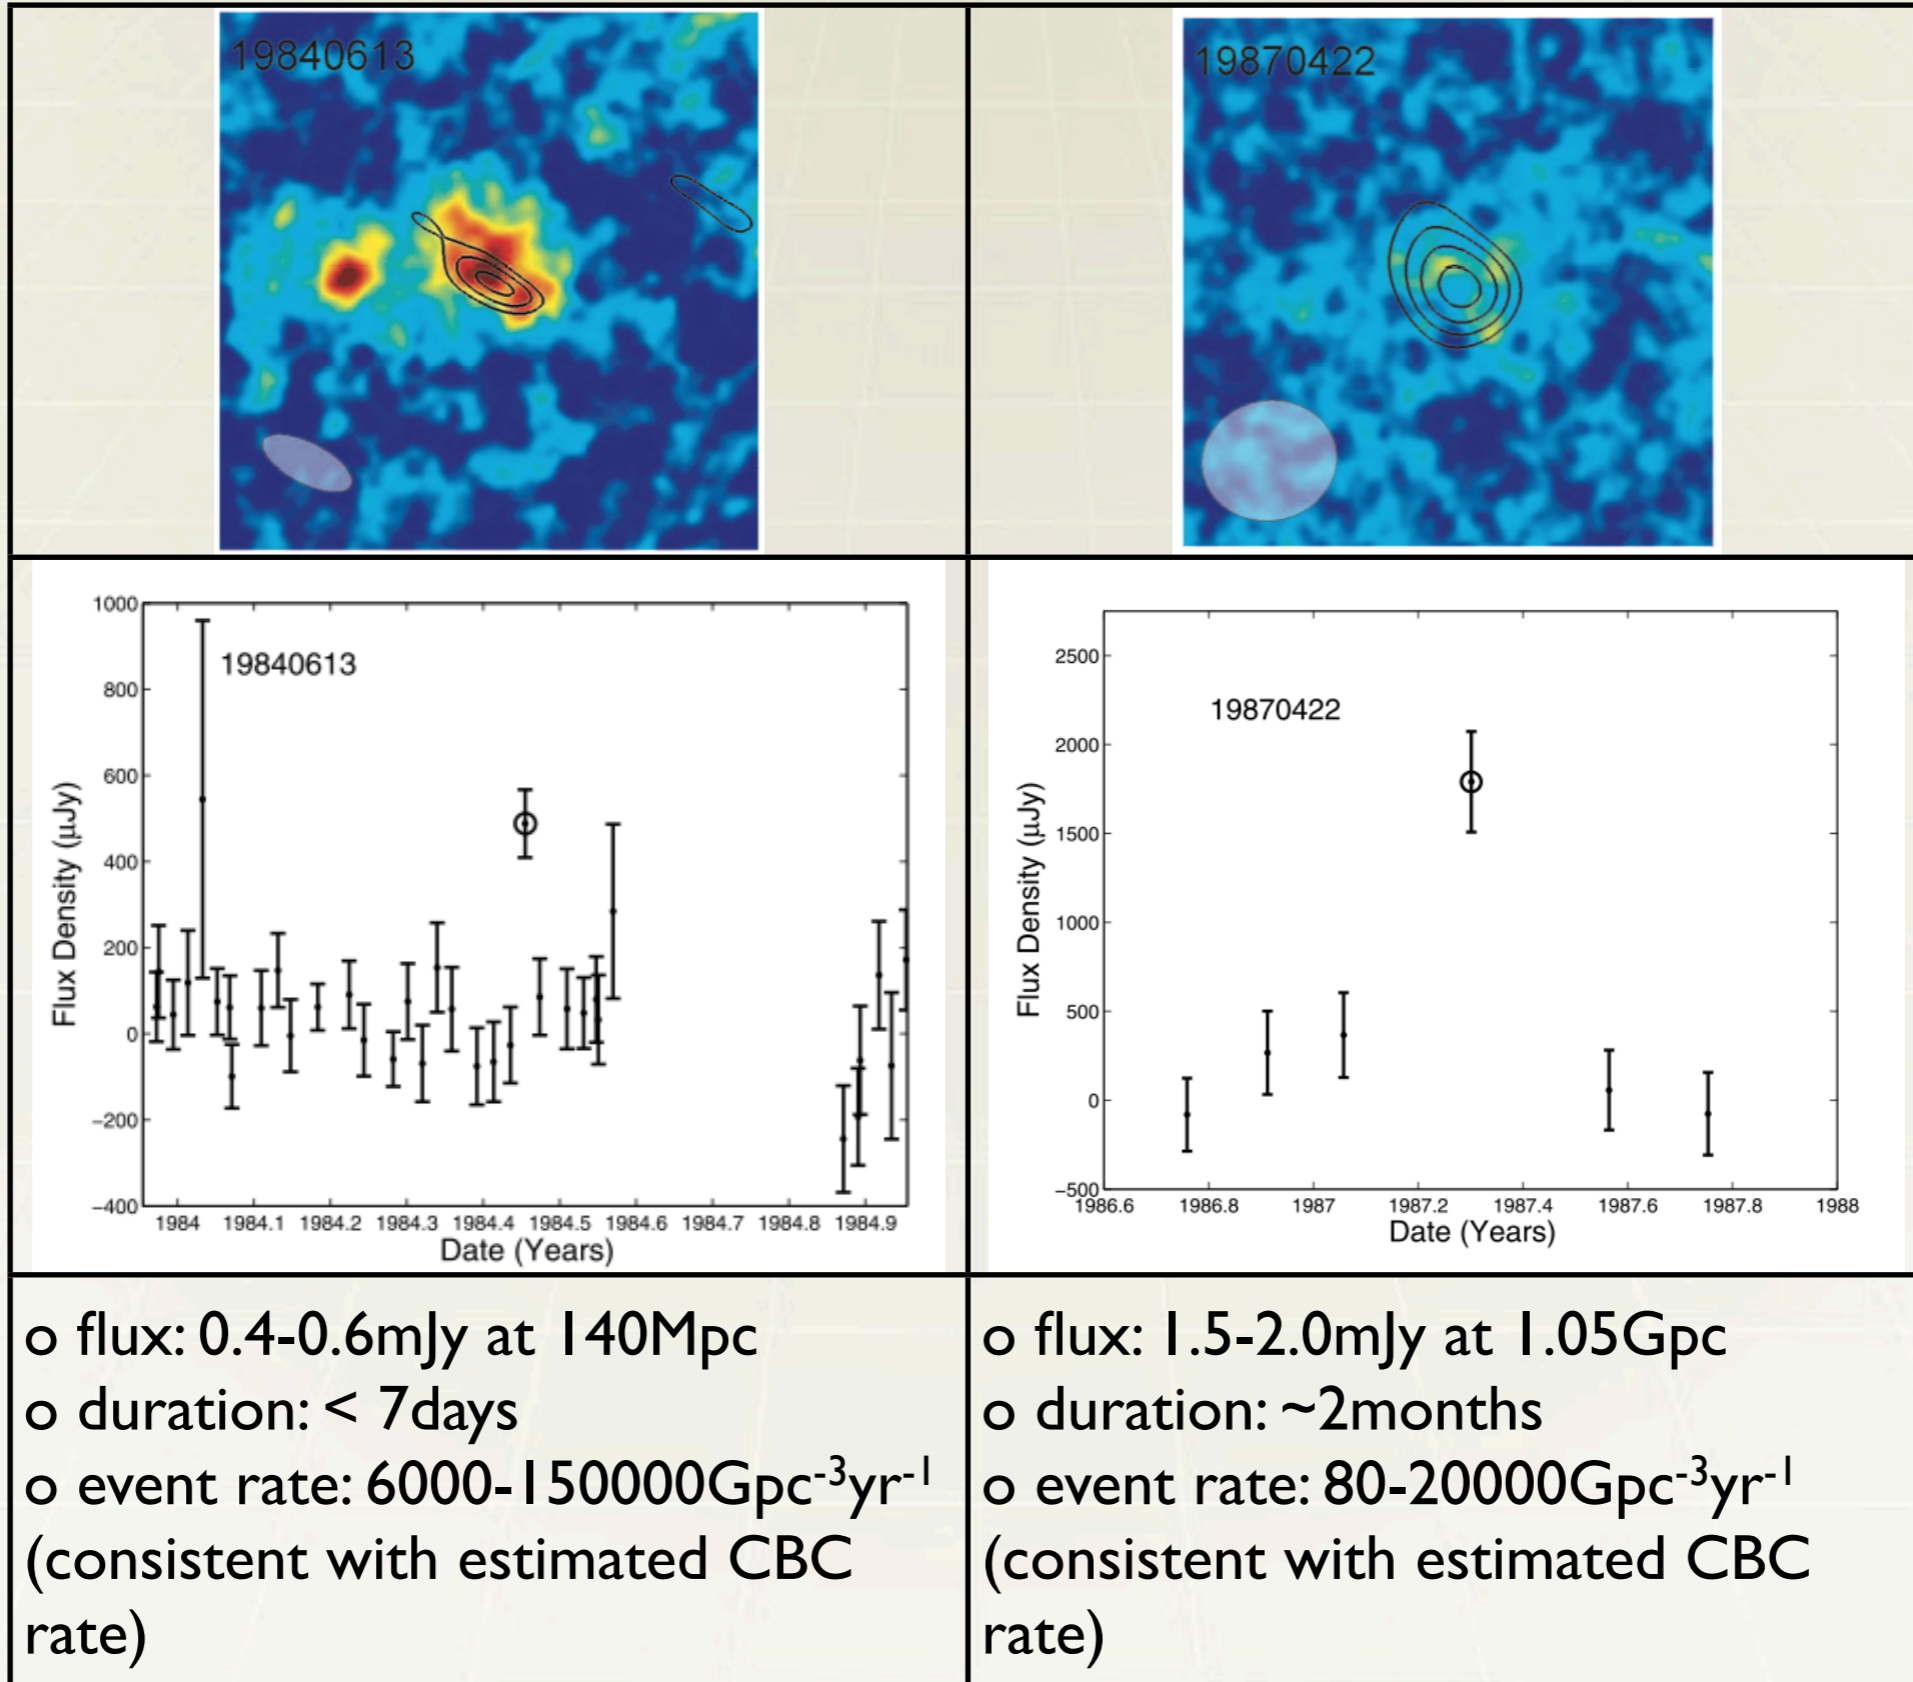 19840613
19870422
1000
800
600
400
200
0
−200
−400
Flux Density (μJy)
19840613
1984 1984.1 1984.2 1984.3 1984.4 1984.5 1984.6 1984.7 1984.8 1984.9
Date (Years)
2500
2000
1500
1000
500
0
−500
Flux Density (μJy)
19870422
1986.6 1986.8 1987 1987.2 1987.4 1987.6 1987.8 1988
Date (Years)
o flux: 0.4-0.6mJy at 140Mpc
o duration: < 7days
o event rate: 6000-150000Gpc⁻³yr⁻¹
(consistent with estimated CBC
rate)
o flux: 1.5-2.0mJy at 1.05Gpc
o duration: ~2months
o event rate: 80-20000Gpc⁻³yr⁻¹
(consistent with estimated CBC
rate)